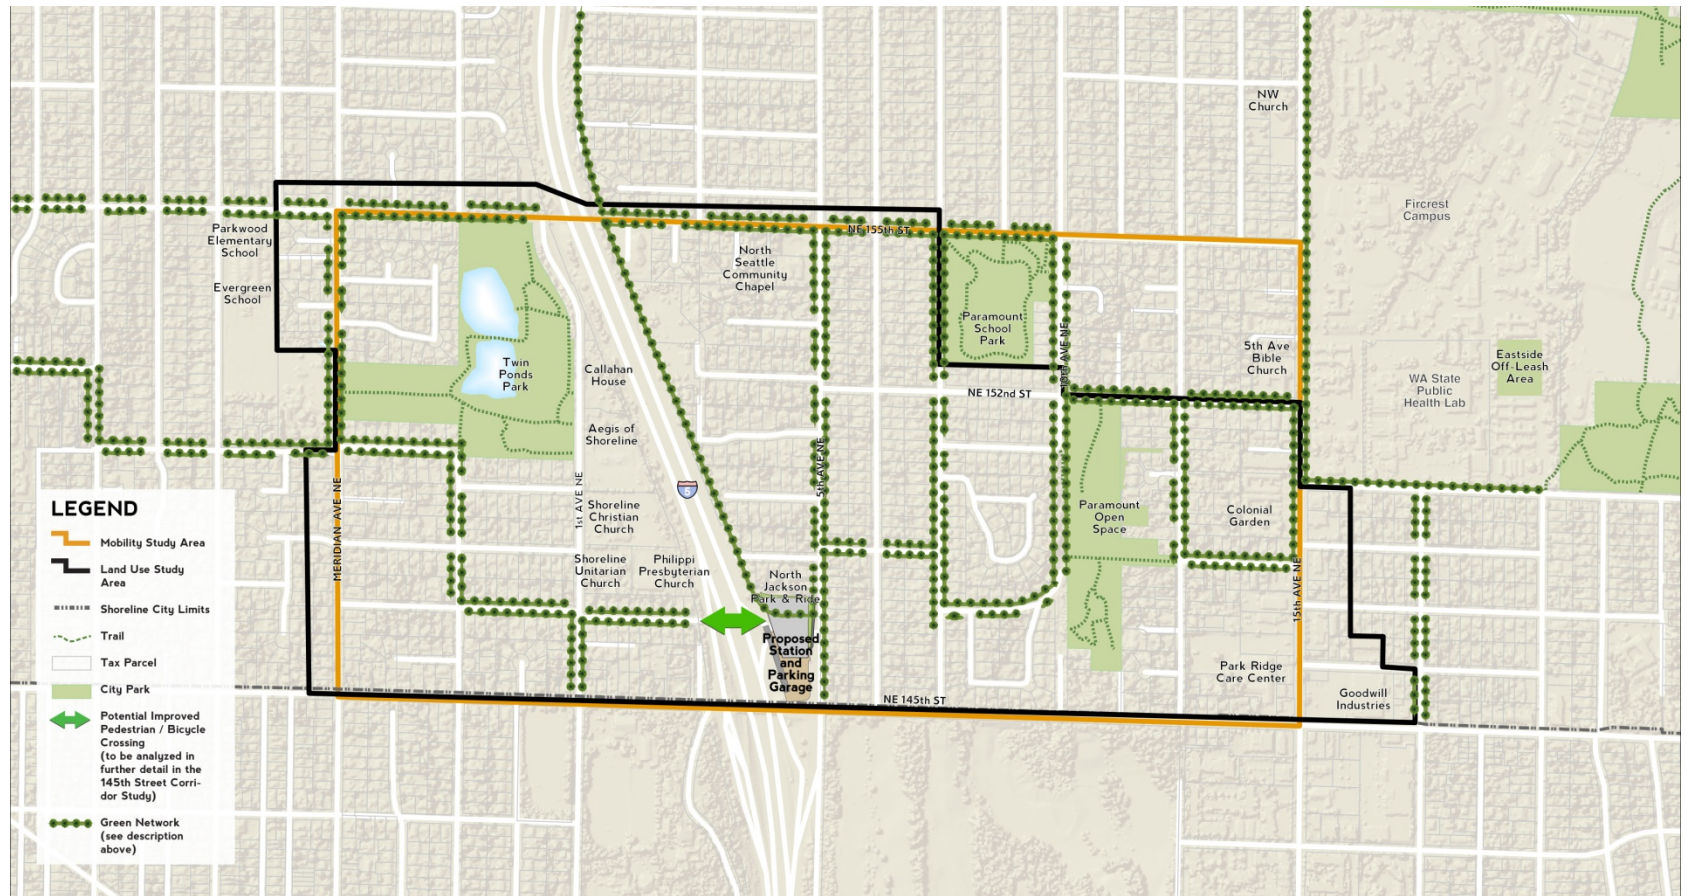 NW
Church
Fircrest
Campus
Parkwood
Elementary
School
NE 155th ST
North
Seattle
Community
Chapel
Evergreen
School
Paramount
School
Park
10th AVE NE
5th Ave
Bible
Church
Eastside
Off-Leash
Area
Twin
Ponds
Park
Callahan
House
WA State
Public
Health Lab
NE 152nd ST
Aegis of
Shoreline
5th AVE NE
5
1st AVE NE
MERIDIAN AVE NE
Shoreline
Christian
Church
Paramount
Open
Space
Colonial
Garden
Shoreline
Unitarian
Church
Philippi
Presbyterian
Church
North
Jackson
Park & Ride
15th AVE NE
Proposed
Station
and
Parking
Garage
Park Ridge
Care Center
Goodwill
Industries
NE 145th ST
LEGEND
Mobility Study Area
Land Use Study
Area
Shoreline City Limits
Trail
Tax Parcel
City Park
Potential Improved
Pedestrian / Bicycle
Crossing
(to be analyzed in
further detail in the
145th Street Corri-
dor Study)
Green Network
(see description
above)